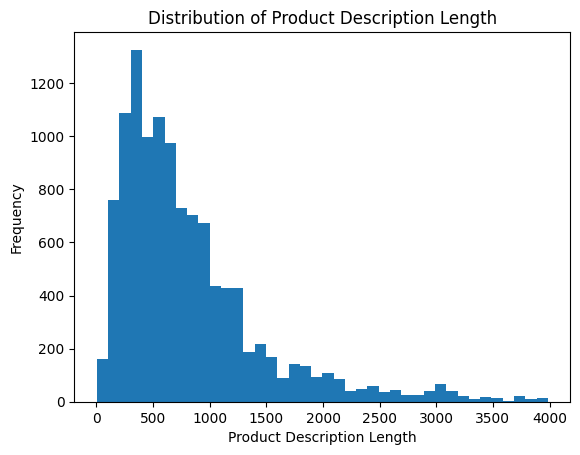 Distribution of Product Description Length
Frequency
1200
1000
800
600
400
200
0
0 500 1000 1500 2000 2500 3000 3500 4000
Product Description Length